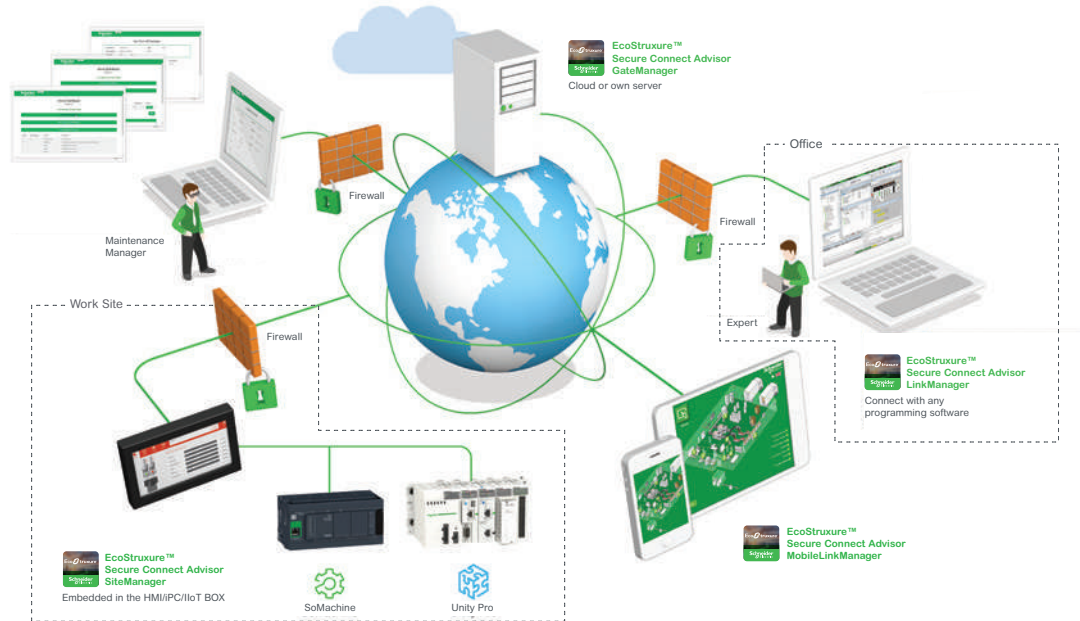 EcoStruxure™
Secure Connect Advisor
GateManager
Cloud or own server
Firewall
Maintenance
Manager
Office
Firewall
Expert
EcoStruxure™
Secure Connect Advisor
LinkManager
Connect with any
programming software
Work Site
Firewall
EcoStruxure™
Secure Connect Advisor
SiteManager
Embedded in the HMI/iPC/IIoT BOX
SoMachine
Unity Pro
EcoStruxure™
Secure Connect Advisor
MobileLinkManager